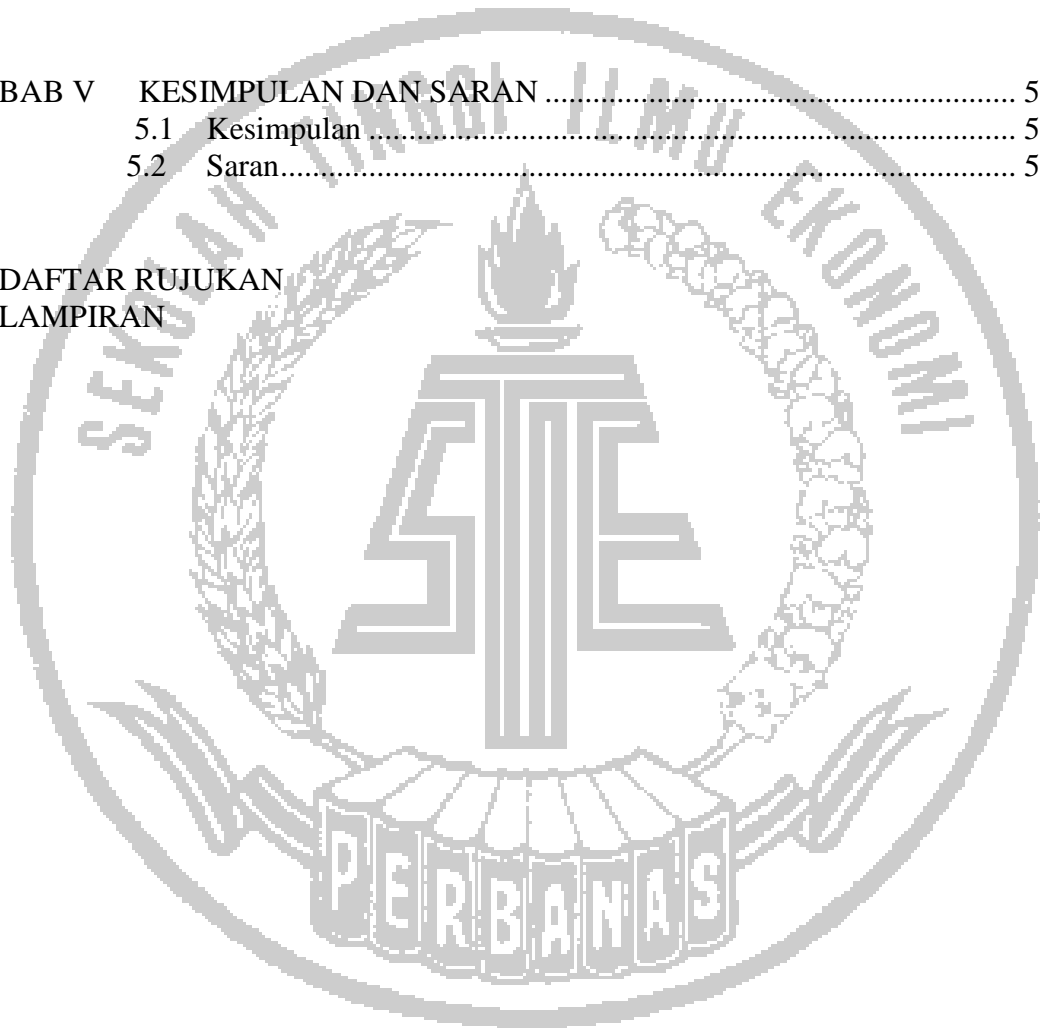 BAB V KESIMPULAN DAN SARAN ........................................................ 5
5.1 Kesimpulan ............................................................................. 5
5.2 Saran........................................................................................ 5
DAFTAR RUJUKAN
LAMPIRAN
SEKOLAH TINGGI ILMU EKONOMI
STIE
PERBANAS